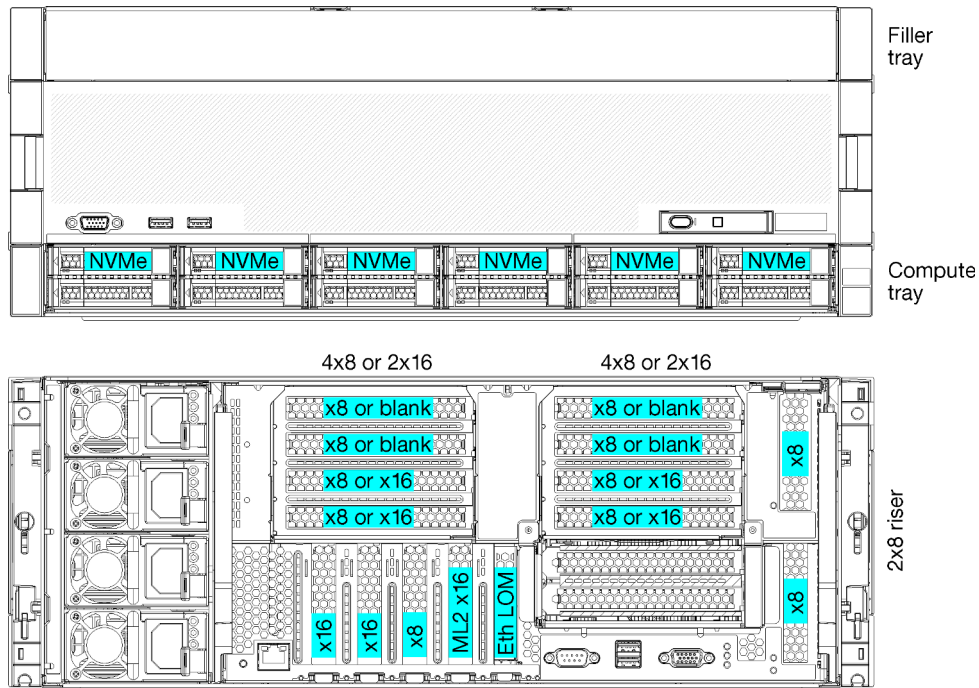 Filler
tray
NVMe
NVMe
NVMe
NVMe
NVMe
NVMe
Compute
tray
4x8 or 2x16
4x8 or 2x16
x8 or blank
x8 or blank
x8 or x16
x8 or x16
x8 or blank
x8 or blank
x8 or x16
x8 or x16
x8
x8
2x8 riser
x16
x16
x8
ML2 x16
Eth LOM